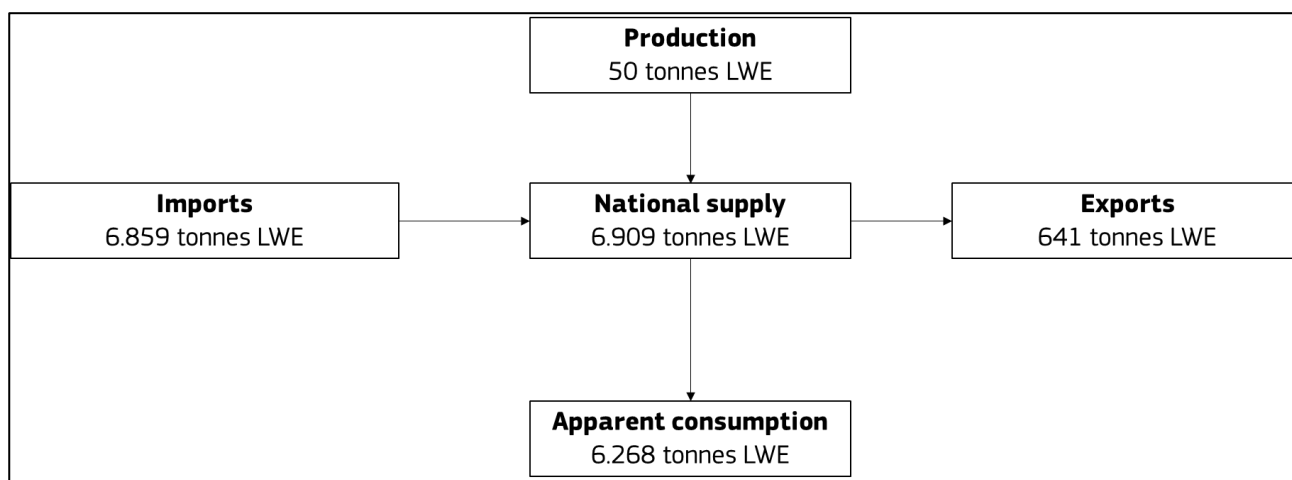 Production
50 tonnes LWE
Imports
6.859 tonnes LWE
National supply
6.909 tonnes LWE
Exports
641 tonnes LWE
Apparent consumption
6.268 tonnes LWE